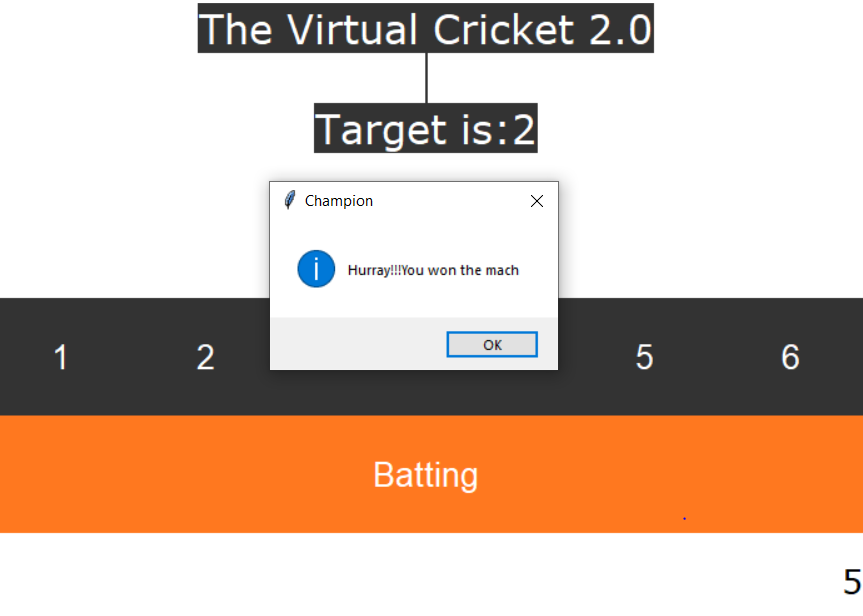 The Virtual Cricket 2.0
Target is:2
Champion
Hurray!!!You won the mach
OK
1 2 5 6
Batting
5